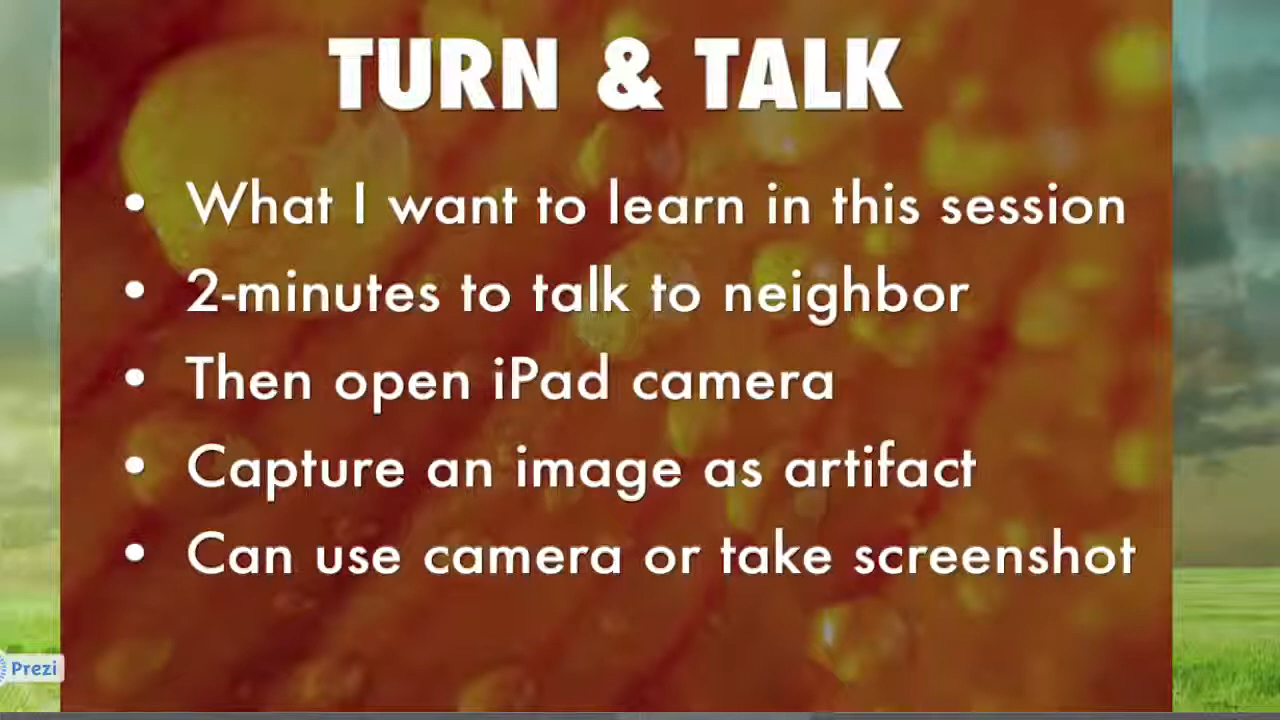 TURN & TALK
• What I want to learn in this session
• 2-minutes to talk to neighbor
• Then open iPad camera
• Capture an image as artifact
• Can use camera or take screenshot
Prezi